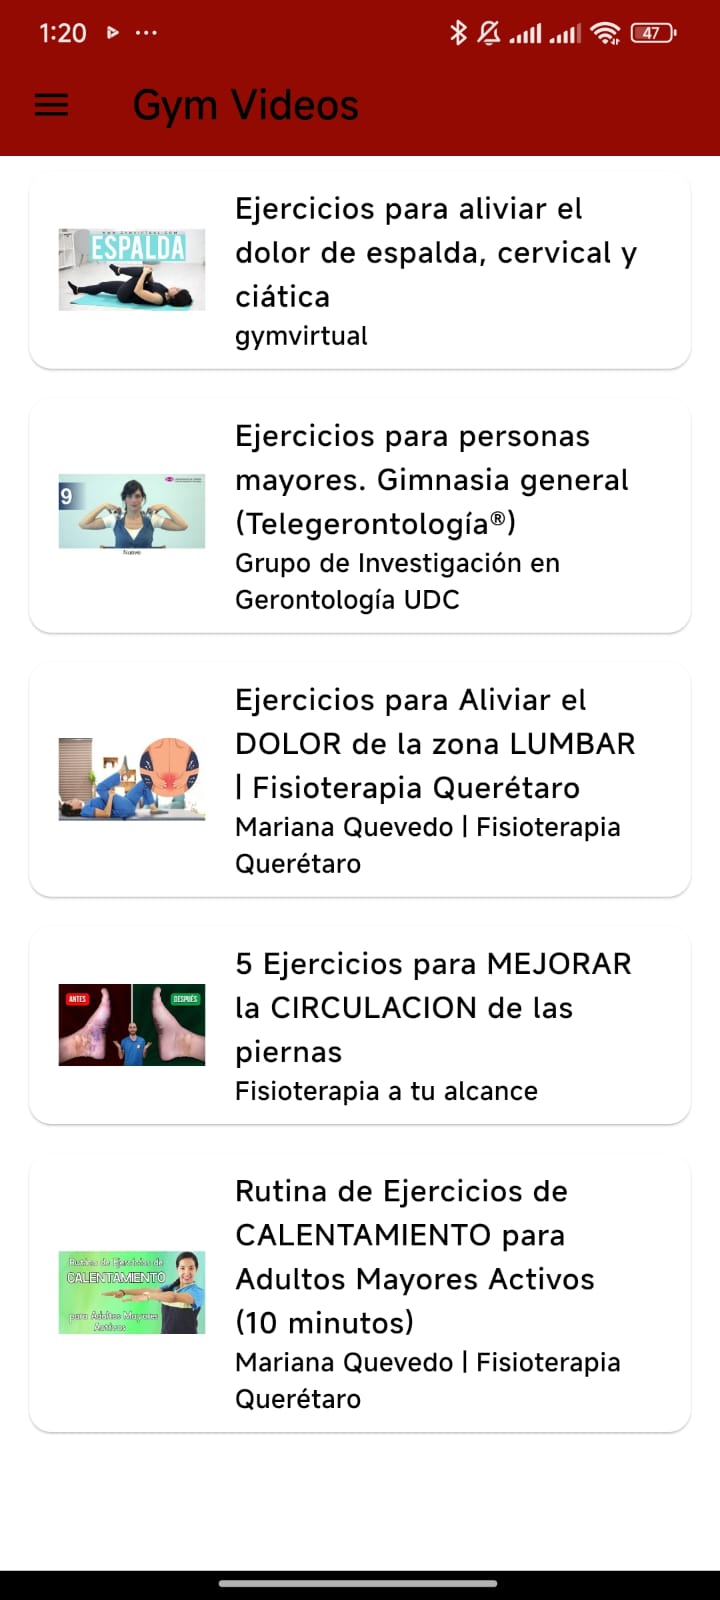 1:20
47
Gym Videos
WWW.GYMVIRTUAL.COM
ESPALDA
Ejercicios para aliviar el
dolor de espalda, cervical y
ciática
gymvirtual
9
Nueve
Ejercicios para personas
mayores. Gimnasia general
(Telegerontología®)
Grupo de Investigación en
Gerontología UDC
Ejercicios para Aliviar el
DOLOR de la zona LUMBAR
| Fisioterapia Querétaro
Mariana Quevedo | Fisioterapia
Querétaro
ANTES
DESPUÉS
5 Ejercicios para MEJORAR
la CIRCULACION de las
piernas
Fisioterapia a tu alcance
Rutina de Ejercicios de
CALENTAMIENTO
para Adultos Mayores
Activos
Rutina de Ejercicios de
CALENTAMIENTO para
Adultos Mayores Activos
(10 minutos)
Mariana Quevedo | Fisioterapia
Querétaro